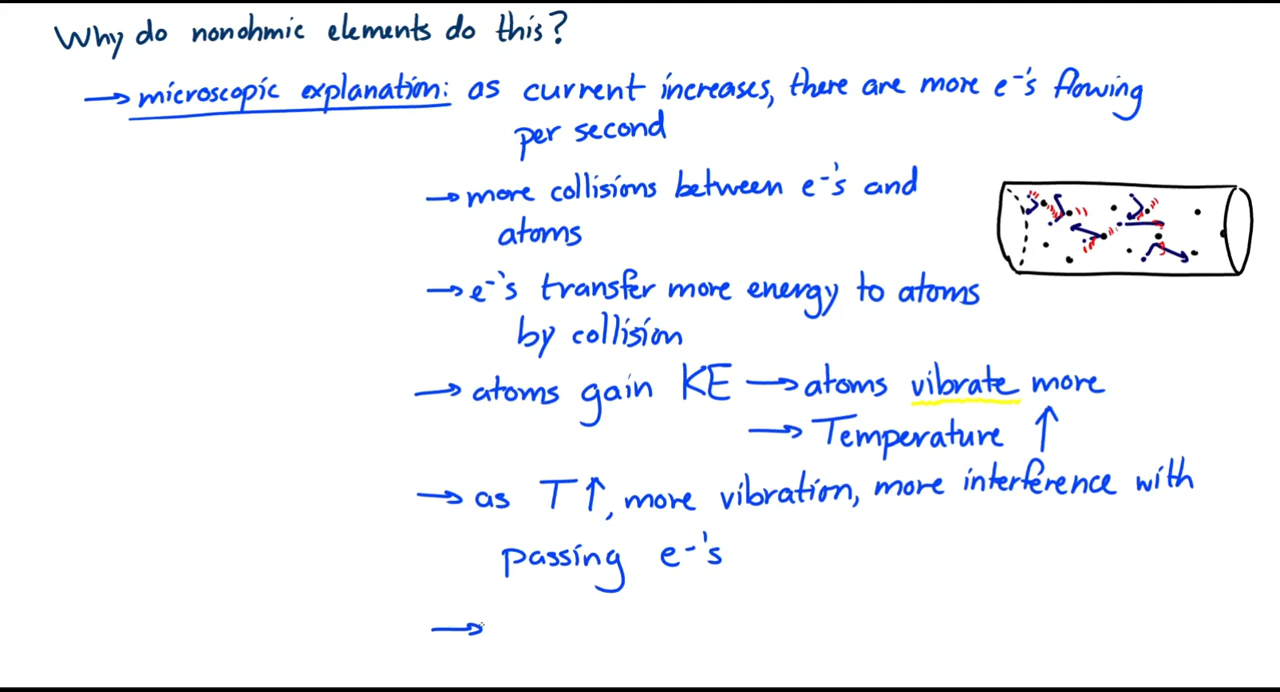 Why do nonohmic elements do this?
→ microscopic explanation: as current increases, there are more e⁻'s flowing
per second
→ more collisions between e⁻'s and
atoms
→ e⁻'s transfer more energy to atoms
by collision
→ atoms gain KE → atoms vibrate more
→ Temperature ↑
→ as T↑, more vibration, more interference with
passing e⁻'s
→